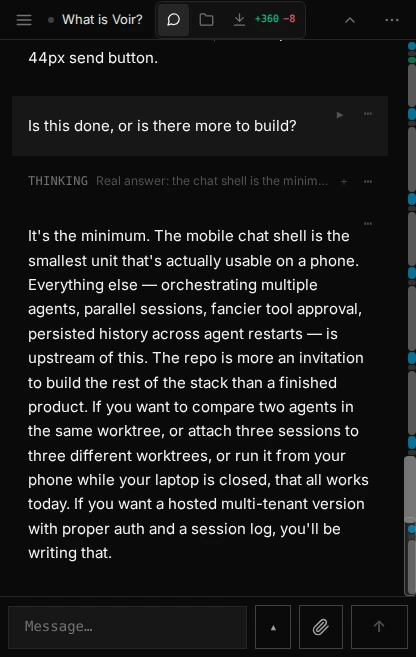 What is Voir?
+360 −8
44px send button.
Is this done, or is there more to build?
THINKING Real answer: the chat shell is the minim…
It's the minimum. The mobile chat shell is the
smallest unit that's actually usable on a phone.
Everything else — orchestrating multiple
agents, parallel sessions, fancier tool approval,
persisted history across agent restarts — is
upstream of this. The repo is more an invitation
to build the rest of the stack than a finished
product. If you want to compare two agents in
the same worktree, or attach three sessions to
three different worktrees, or run it from your
phone while your laptop is closed, that all works
today. If you want a hosted multi-tenant version
with proper auth and a session log, you'll be
writing that.
Message…